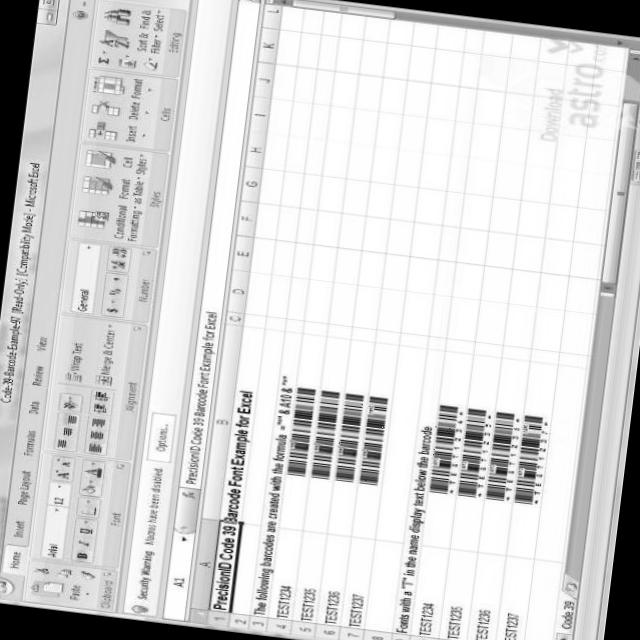 Code-39-Barcode-Example-97 [Read-Only] [Compatibility Mode] - Microsoft Excel
Home Insert Page Layout Formulas Data Review View
Paste
Arial 12 A A
B I U
Wrap Text
Merge & Center
General
$ % ,
Conditional Formatting Format as Table Cell Styles
Insert Delete Format
Sort & Filter Find & Select
Clipboard Font Alignment Number Styles Cells Editing
Security Warning Macros have been disabled. Options...
A1 fx PrecisionID Code 39 Barcode Font Example for Excel
A B C D E F G H I J K L
1 PrecisionID Code 39 Barcode Font Example for Excel
2
3 The following barcodes are created with the formula
4 TEST1234
5 TEST1235
6 TEST1236
7 TEST1237
8
Fonts with a "T" in the name display text below the barcode
TEST1234
TEST1235
TEST1236
TEST1237
Code 39
Download
astro